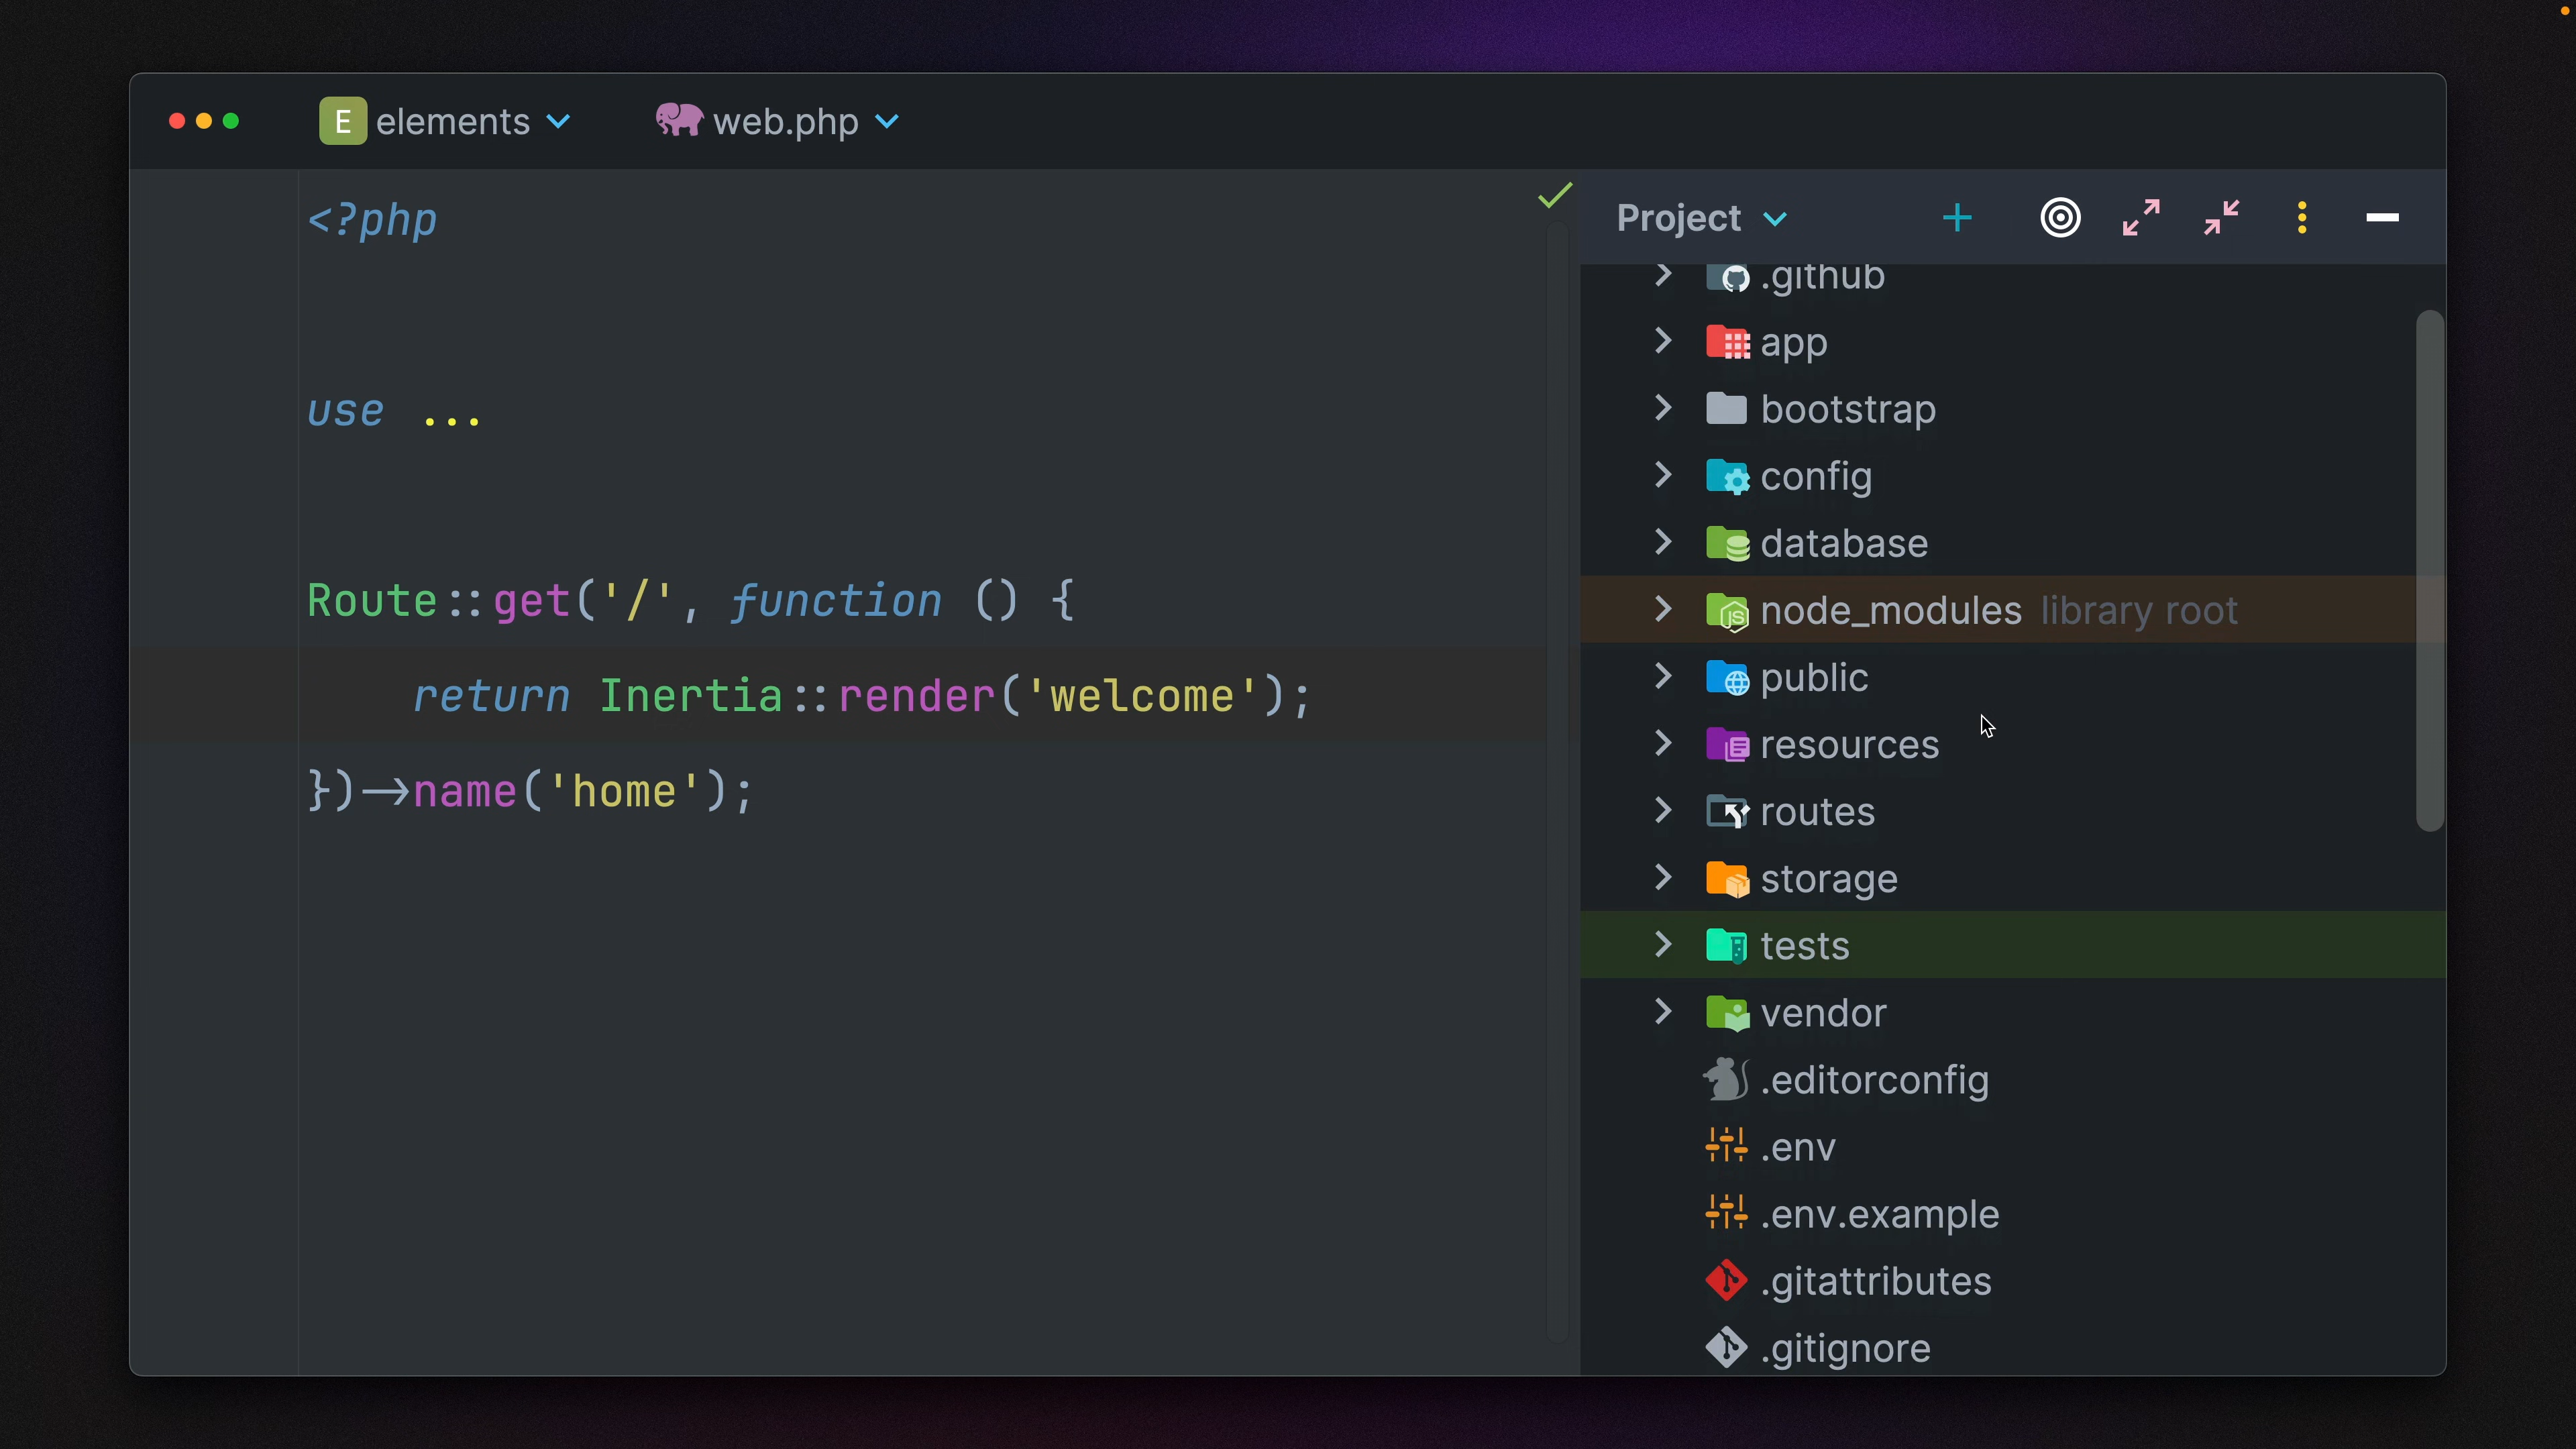 E elements web.php
<?php
use ...
Route::get('/', function () {
return Inertia::render('welcome');
})->name('home');
Project
.github
app
bootstrap
config
database
node_modules library root
public
resources
routes
storage
tests
vendor
.editorconfig
.env
.env.example
.gitattributes
.gitignore